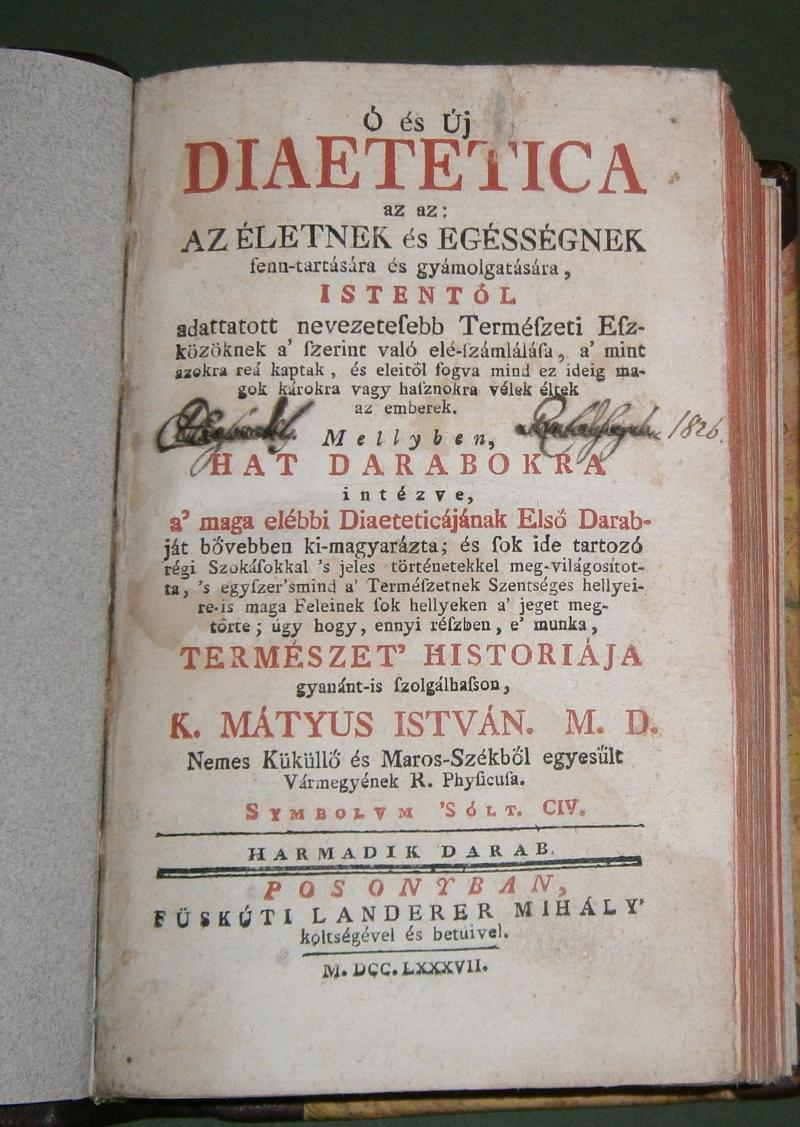 Ó és Új
DIAETETICA
az az:
AZ ÉLETNEK és EGÉSSÉGNEK
fenn-tartására és gyámolgatására,
ISTENTŐL
adattatott nevezeteſebb Terméſzeti Eſz-
közöknek a' ſzerint való elé-ſzámláláſa, a' mint
azokra reá kaptak, és eleitől fogva mind ez ideig ma-
gok károkra vagy haſznokra vélek éltek
az emberek.
Mellyben,
1826.
HAT DARABOKRA
intézve,
a' maga elébbi Diaeteticájának Első Darab-
ját bővebben ki-magyarázta; és ſok ide tartozó
régi Szokáſokkal 's jeles történetekkel meg-világosított-
ta, 's egyſzer'smind a' Terméſzetnek Szentséges hellyei-
re-is maga Feleinek ſok hellyeken a' jeget meg-
törte; úgy hogy, ennyi réſzben, e' munka,
TERMÉSZET' HISTORIÁJA
gyanánt-is ſzolgálhaſson,
K. MÁTYUS ISTVÁN. M. D.
Nemes Küküllő és Maros-Székből egyesűlt
Vármegyének R. Phyſicuſa.
SYMBOLVM 'SÓLT. CIV.
HARMADIK DARAB.
POSONYBAN,
FÜSKÚTI LANDERER MIHÁLY'
költségével és betuivel.
M. DCC. LXXXVII.